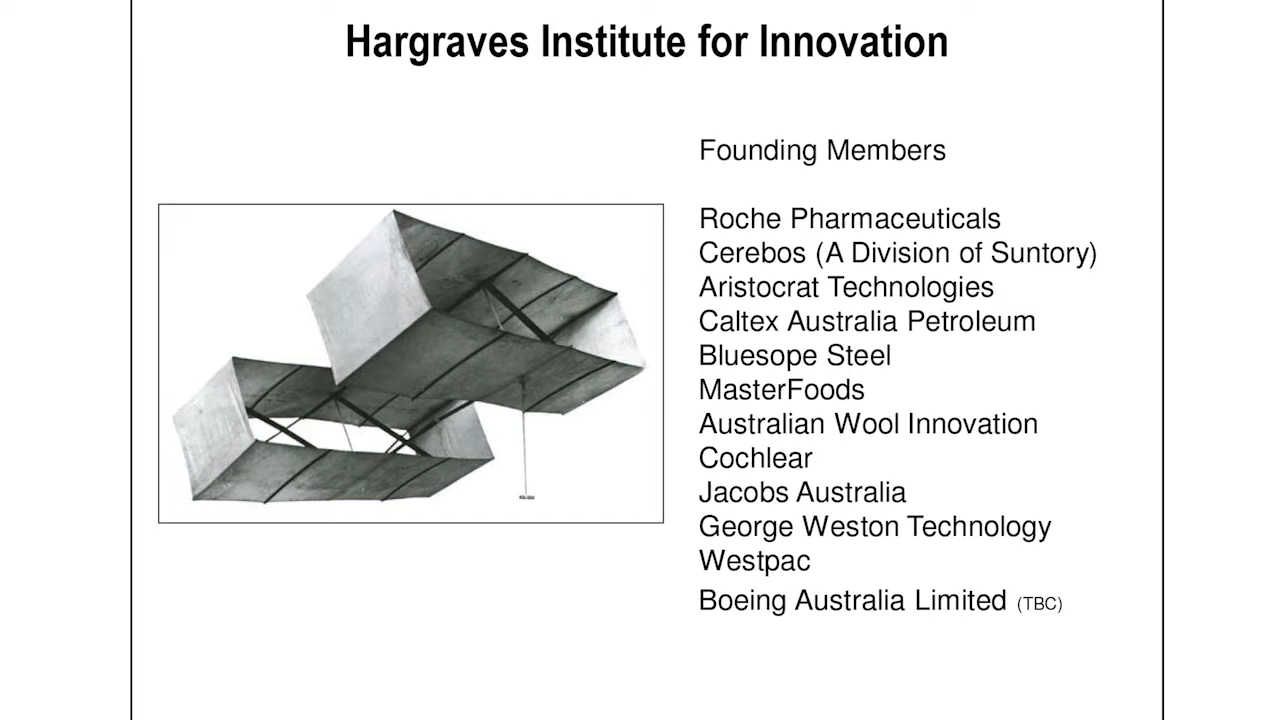 Hargraves Institute for Innovation
Founding Members
Roche Pharmaceuticals
Cerebos (A Division of Suntory)
Aristocrat Technologies
Caltex Australia Petroleum
Bluesope Steel
MasterFoods
Australian Wool Innovation
Cochlear
Jacobs Australia
George Weston Technology
Westpac
Boeing Australia Limited (TBC)